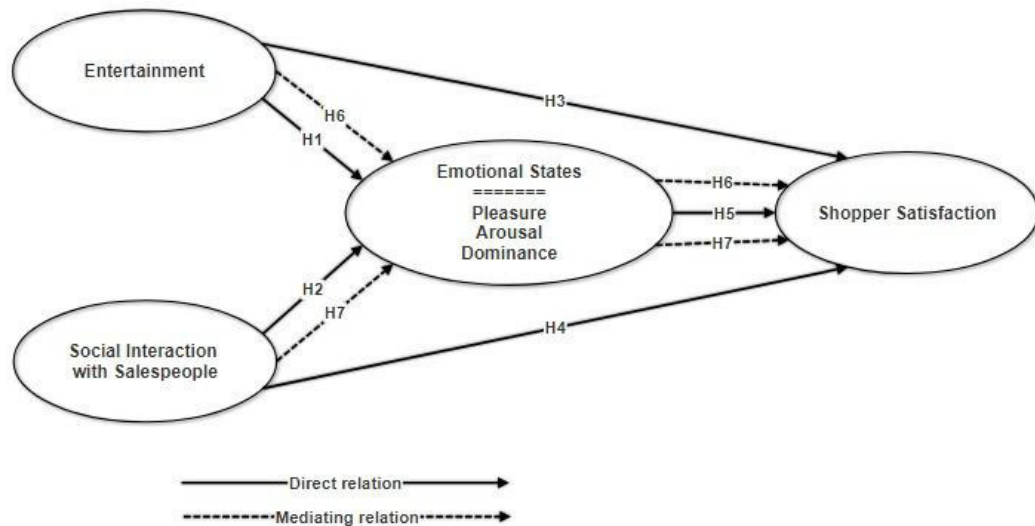 Entertainment
H3
H6
H1
Emotional States
=======
Pleasure
Arousal
Dominance
H6
H5
H7
Shopper Satisfaction
H2
H7
H4
Social Interaction
with Salespeople
Direct relation
Mediating relation